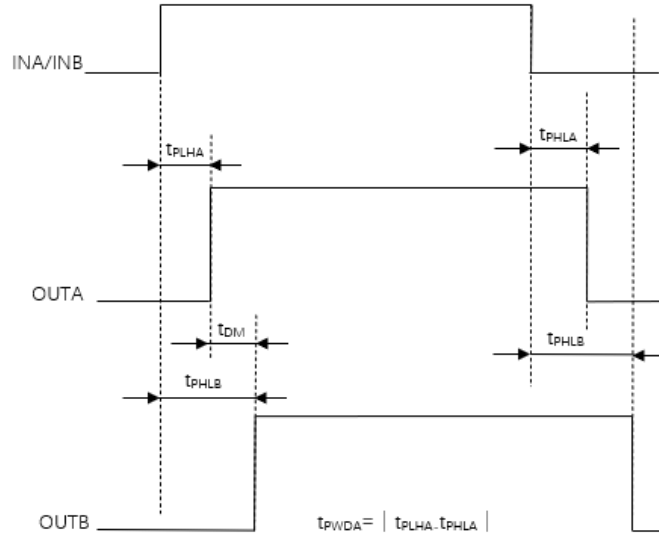 INA/INB
tPLHA
tPHLA
OUTA
tDM
tPHLB
tPHLB
OUTB
tPWDA= | tPLHA-tPHLA |